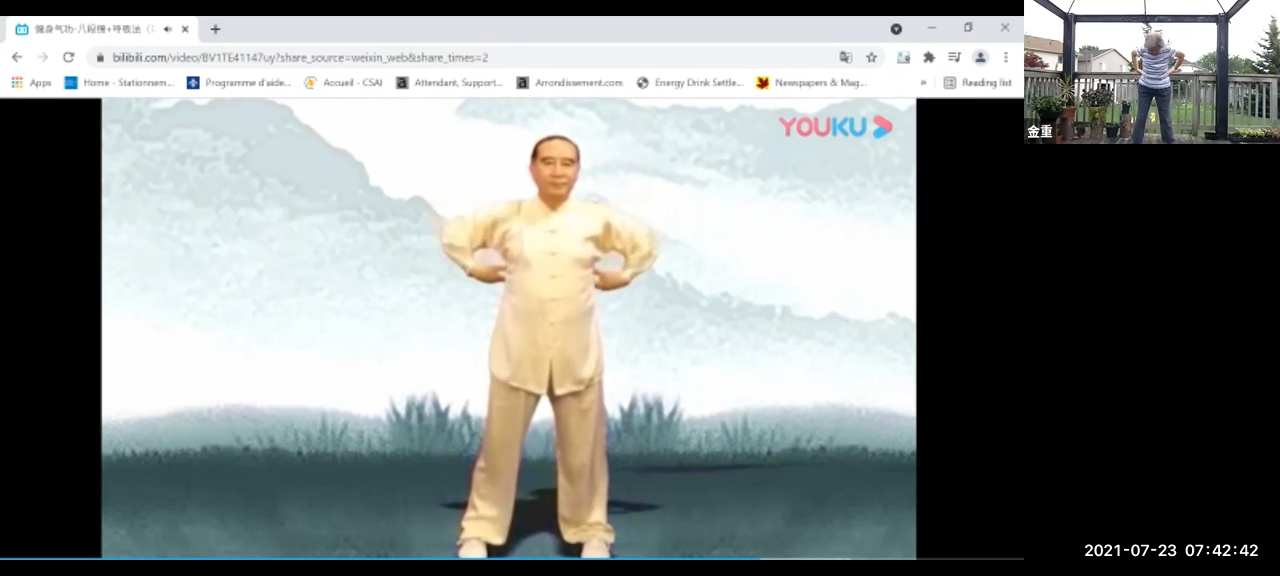 健身气功-八段锦+呼吸法 (
bilibili.com/video/BV1TE41147uy?share_source=weixin_web&share_times=2
Apps
Home - Stationnem...
Programme d'aide...
Accueil - CSAI
Attendant, Support...
Arrondissement.com
Energy Drink Settle...
Newspapers & Mag...
»
Reading list
YOUKU
金重
2021-07-23 07:42:42